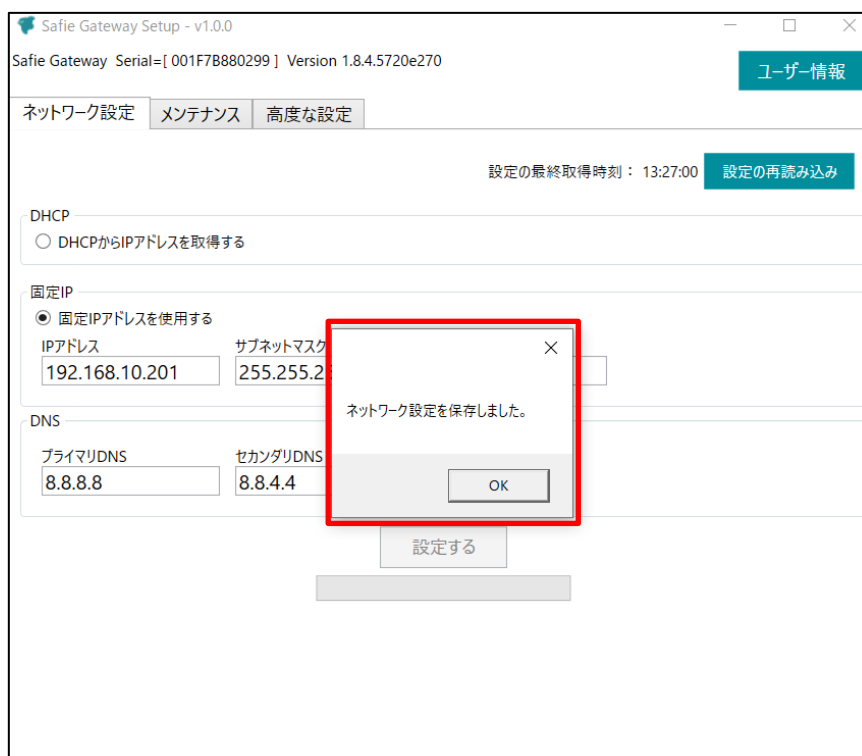 Safie Gateway Setup - v1.0.0
Safie Gateway Serial=[ 001F7B880299 ] Version 1.8.4.5720e270
ユーザー情報
ネットワーク設定 メンテナンス 高度な設定
設定の最終取得時刻： 13:27:00 設定の再読み込み
DHCP
DHCPからIPアドレスを取得する
固定IP
固定IPアドレスを使用する
IPアドレス サブネットマスク
192.168.10.201 255.255.2
ネットワーク設定を保存しました。
OK
DNS
プライマリDNS セカンダリDNS
8.8.8.8 8.8.4.4
設定する